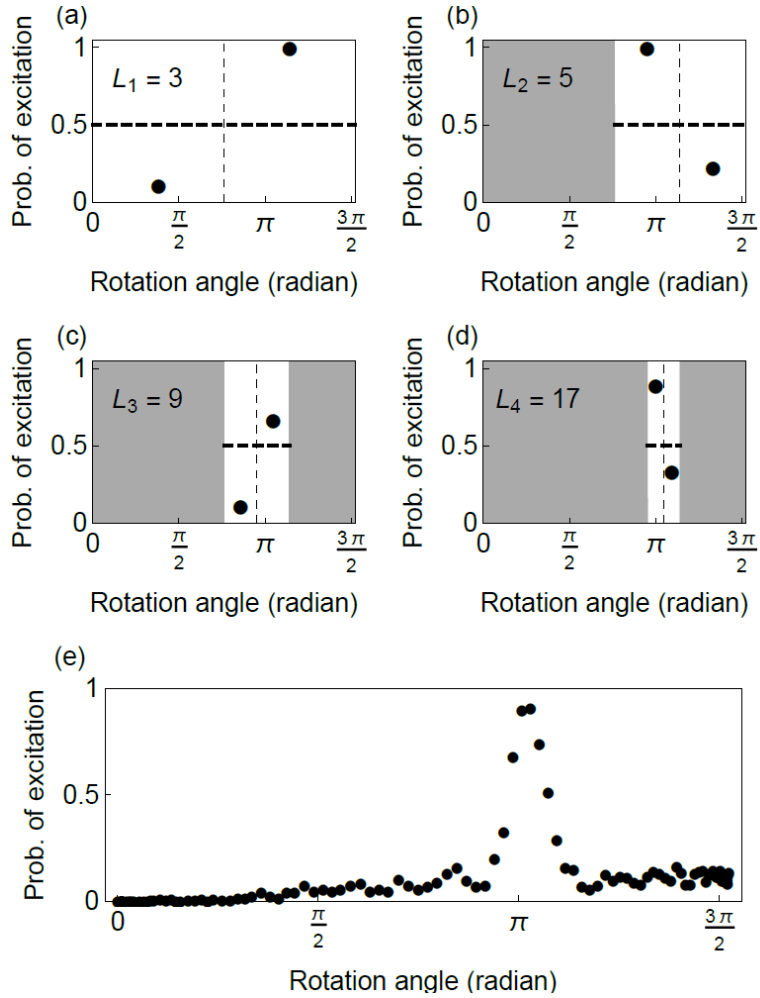 (a)
Prob. of excitation
1
0.5
0
L₁ = 3
0
π/2
π
3π/2
Rotation angle (radian)
(b)
Prob. of excitation
1
0.5
0
L₂ = 5
0
π/2
π
3π/2
Rotation angle (radian)
(c)
Prob. of excitation
1
0.5
0
L₃ = 9
0
π/2
π
3π/2
Rotation angle (radian)
(d)
Prob. of excitation
1
0.5
0
L₄ = 17
0
π/2
π
3π/2
Rotation angle (radian)
(e)
Prob. of excitation
1
0.5
0
0
π/2
π
3π/2
Rotation angle (radian)